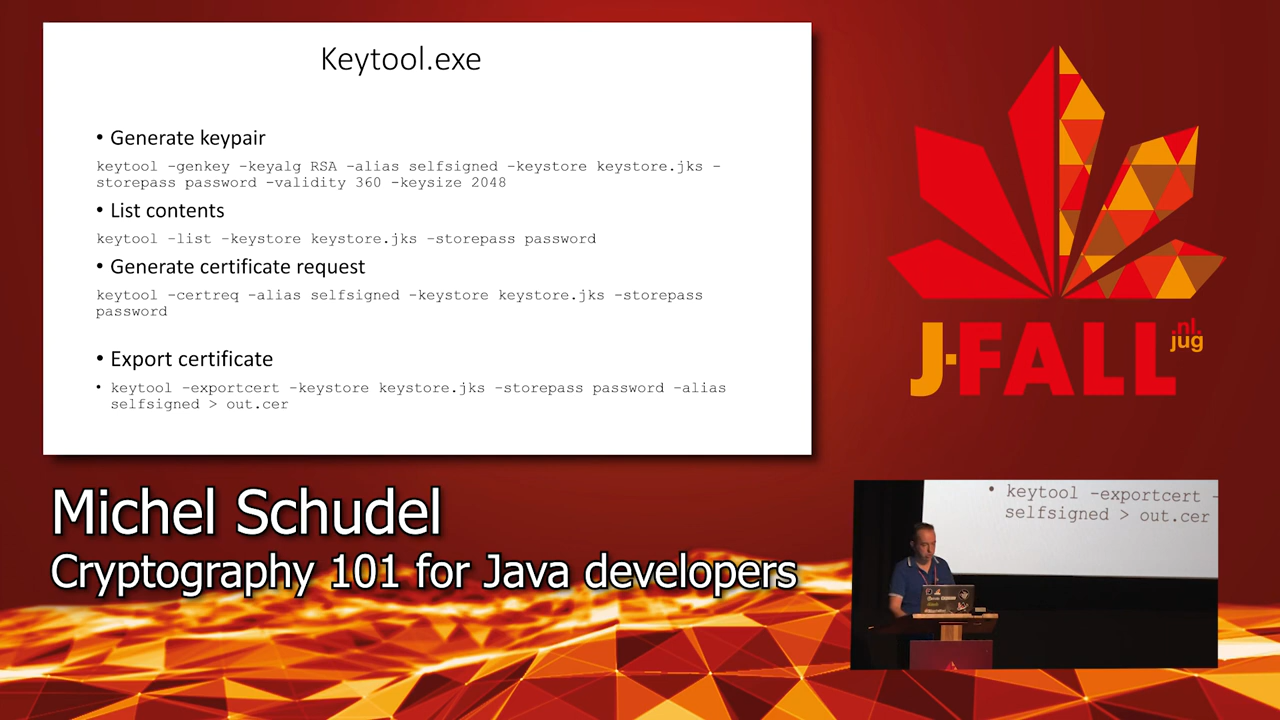 Keytool.exe
• Generate keypair
keytool -genkey -keyalg RSA -alias selfsigned -keystore keystore.jks -
storepass password -validity 360 -keysize 2048
• List contents
keytool -list -keystore keystore.jks -storepass password
• Generate certificate request
keytool -certreq -alias selfsigned -keystore keystore.jks -storepass
password
• Export certificate
• keytool -exportcert -keystore keystore.jks -storepass password -alias
selfsigned > out.cer
J-FALL
.nl.
jug
Michel Schudel
Cryptography 101 for Java developers
• keytool -exportcert -
selfsigned > out.cer